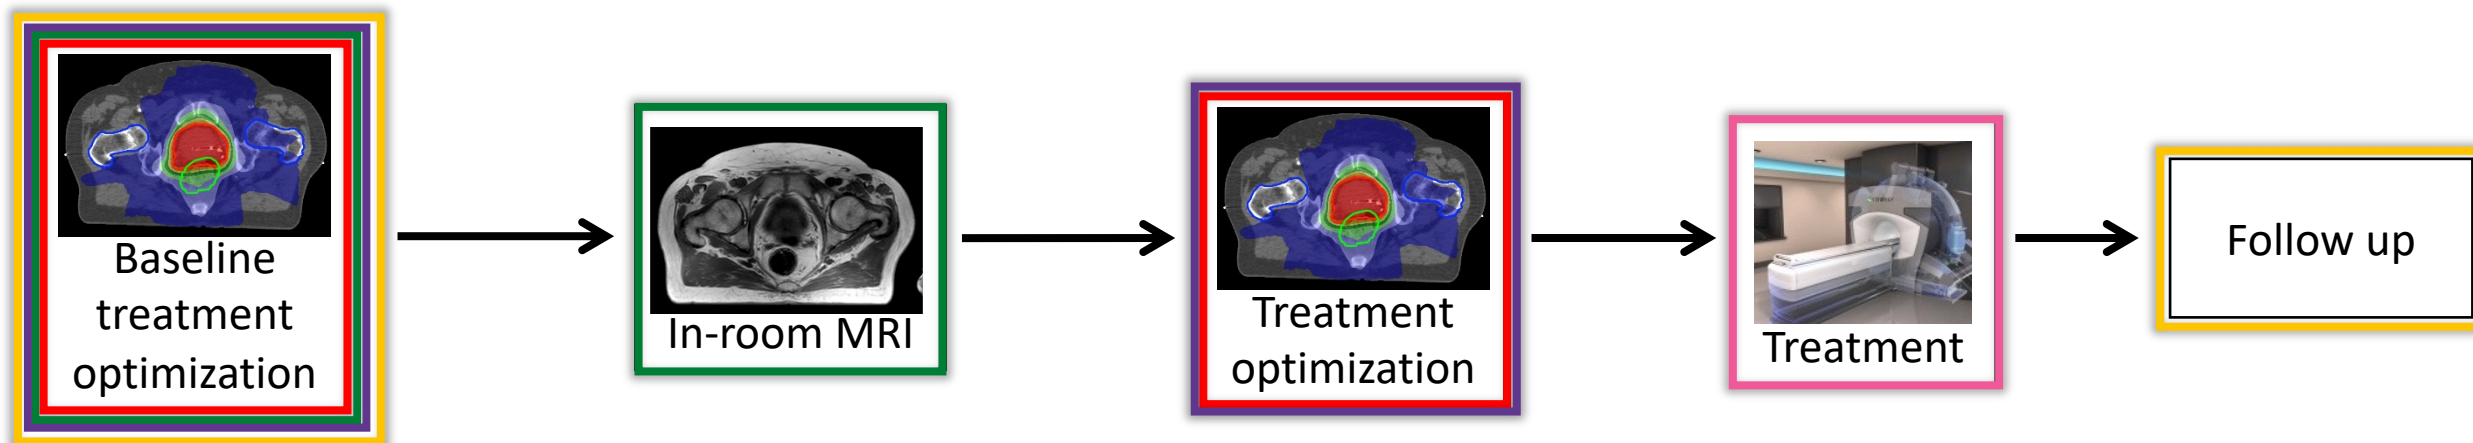 Baseline
treatment
optimization
In-room MRI
Treatment
optimization
Treatment
Follow up